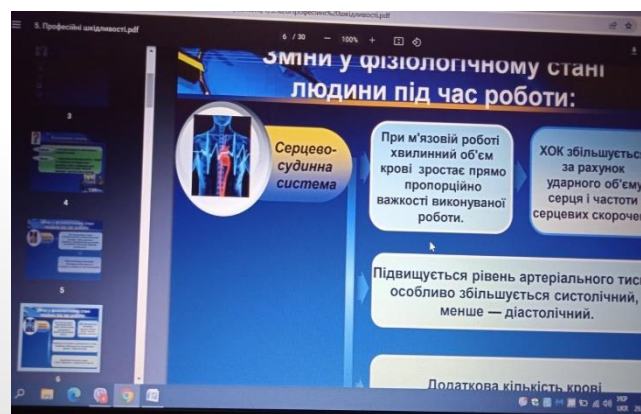 5. Професійні шкідливості.pdf
6 / 30
100%
3
4
5
6
Зміни у фізіологічному стані
людини під час роботи:
Серцево-
судинна
система
При м'язовій роботі
хвилинний об'єм
крові зростає прямо
пропорційно
важкості виконуваної
роботи.
ХОК збільшується
за рахунок
ударного об'єму
серця і частоти
серцевих скорочен
Підвищується рівень артеріального тис
особливо збільшується систолічний,
менше — діастолічний.
Додаткова кількість крові
УКР